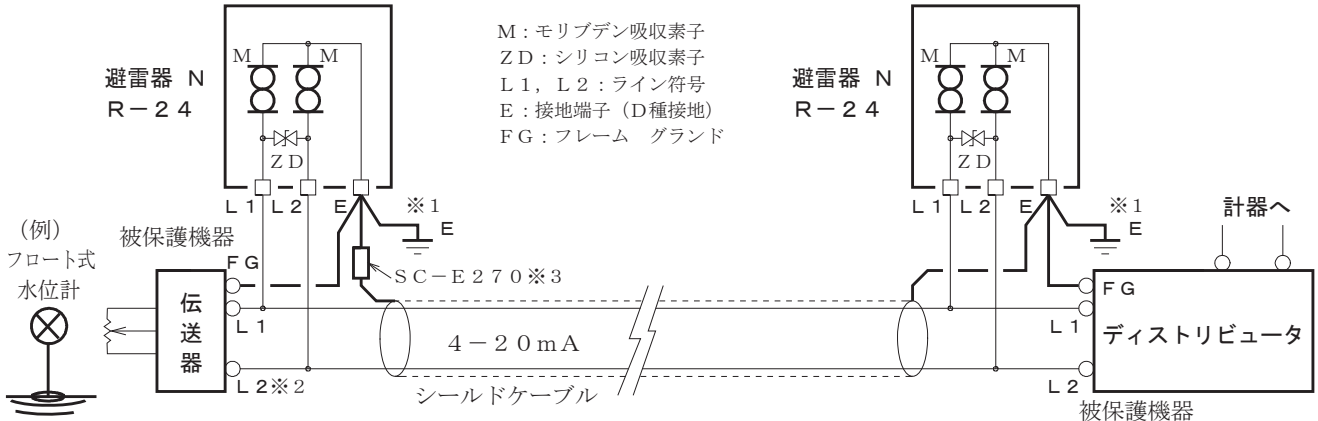 M：モリブデン吸収素子
ZD：シリコン吸収素子
L1，L2：ライン符号
E：接地端子（D種接地）
FG：フレーム　グランド
避雷器 N
R－24
M
M
ZD
L1
L2
E
※1
E
SC－E270※3
（例）
フロート式
水位計
被保護機器
FG
伝送器
L1
L2※2
4－20mA
シールドケーブル
避雷器 N
R－24
M
M
ZD
L1
L2
E
※1
E
計器へ
FG
L1
ディストリビュータ
L2
被保護機器